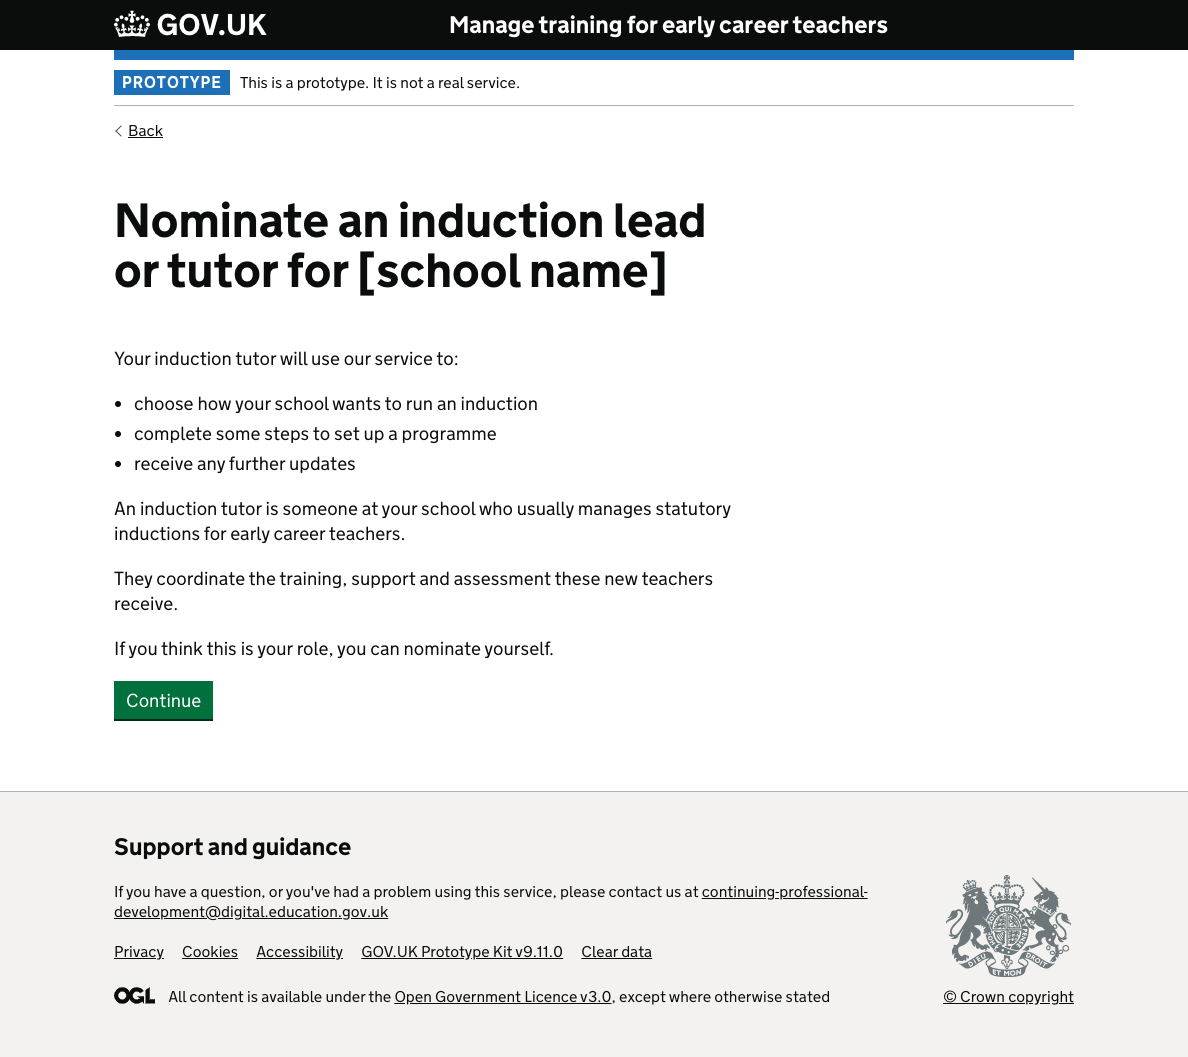 GOV.UK
Manage training for early career teachers
PROTOTYPE This is a prototype. It is not a real service.
Back
Nominate an induction lead
or tutor for [school name]
Your induction tutor will use our service to:
• choose how your school wants to run an induction
• complete some steps to set up a programme
• receive any further updates
An induction tutor is someone at your school who usually manages statutory
inductions for early career teachers.
They coordinate the training, support and assessment these new teachers
receive.
If you think this is your role, you can nominate yourself.
Continue
Support and guidance
If you have a question, or you've had a problem using this service, please contact us at continuing-professional-
development@digital.education.gov.uk
Privacy Cookies Accessibility GOV.UK Prototype Kit v9.11.0 Clear data
OGL All content is available under the Open Government Licence v3.0, except where otherwise stated
DIEU ET MON DROIT
© Crown copyright